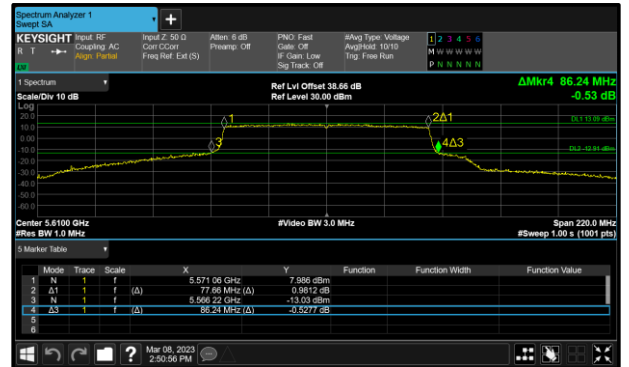 Spectrum Analyzer 1
Swept SA
+
KEYSIGHT Input: RF Input Z: 50 Ω Atten: 6 dB PNO: Fast #Avg Type: Voltage 1 2 3 4 5 6
R T Coupling: AC Corr CCorr Preamp: Off Gate: Off Avg|Hold: 10/10 M W W W W W
Align: Partial Freq Ref: Ext (S) IF Gain: Low Trig: Free Run
Sig Track: Off P N N N N N
LXI
1 Spectrum ΔMkr4 86.24 MHz
Ref Lvl Offset 38.66 dB
Scale/Div 10 dB Ref Level 30.00 dBm -0.53 dB
Log
20.0 1 2Δ1
DL1 13.09 dBm
10.0
0.00
-10.0 3 4Δ3
DL2 -12.91 dBm
-20.0
-30.0
-40.0
-50.0
-60.0
Center 5.6100 GHz #Video BW 3.0 MHz Span 220.0 MHz
#Res BW 1.0 MHz #Sweep 1.00 s (1001 pts)
5 Marker Table
Mode Trace Scale X Y Function Function Width Function Value
1 N 1 f 5.571 06 GHz 7.986 dBm
2 Δ1 1 f (Δ) 77.66 MHz (Δ) 0.9812 dB
3 N 1 f 5.566 22 GHz -13.03 dBm
4 Δ3 1 f (Δ) 86.24 MHz (Δ) -0.5277 dB
5
6
? Mar 08, 2023
2:50:56 PM